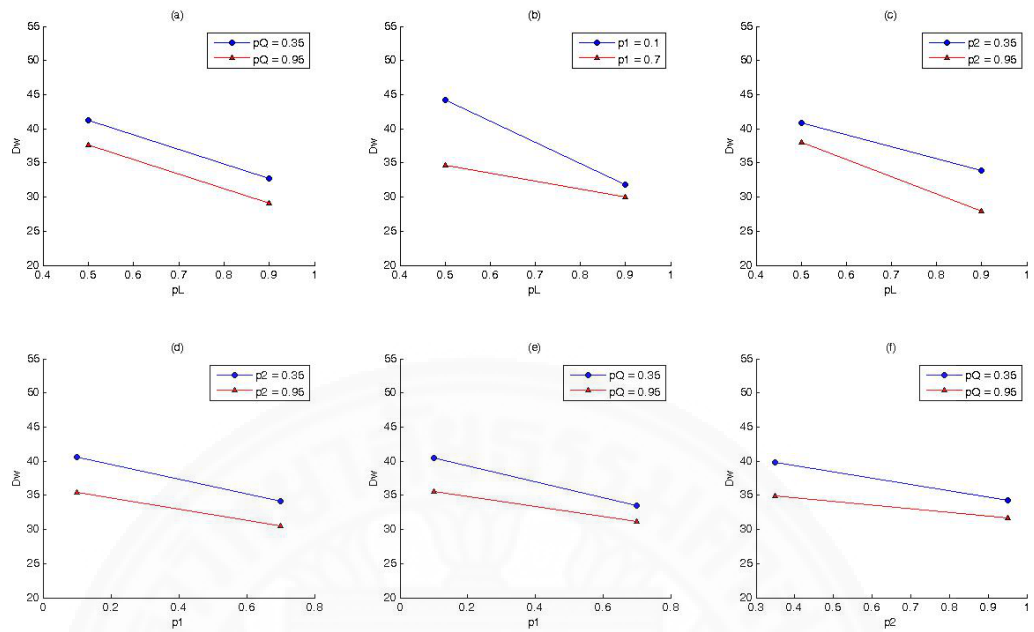 (a)
55
50
45
40
35
30
25
20
Dw
0.4 0.5 0.6 0.7 0.8 0.9 1
pL
pQ = 0.35
pQ = 0.95
(b)
55
50
45
40
35
30
25
20
Dw
0.4 0.5 0.6 0.7 0.8 0.9 1
pL
p1 = 0.1
p1 = 0.7
(c)
55
50
45
40
35
30
25
20
Dw
0.4 0.5 0.6 0.7 0.8 0.9 1
pL
p2 = 0.35
p2 = 0.95
(d)
55
50
45
40
35
30
25
20
Dw
0 0.2 0.4 0.6 0.8
p1
p2 = 0.35
p2 = 0.95
(e)
55
50
45
40
35
30
25
20
Dw
0 0.2 0.4 0.6 0.8
p1
pQ = 0.35
pQ = 0.95
(f)
55
50
45
40
35
30
25
20
Dw
0.3 0.4 0.5 0.6 0.7 0.8 0.9 1
p2
pQ = 0.35
pQ = 0.95